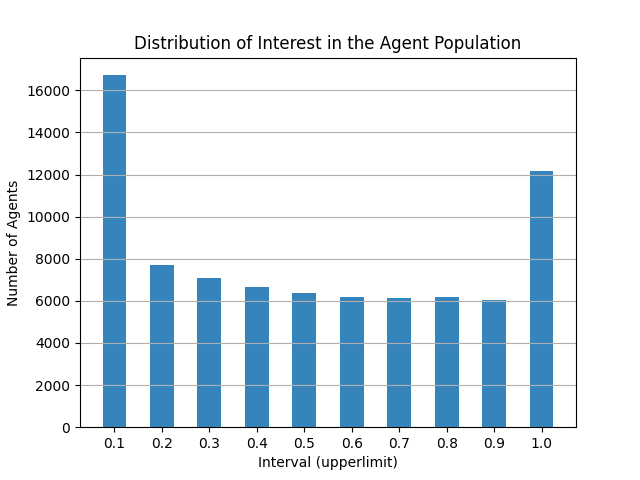 Distribution of Interest in the Agent Population
Number of Agents
16000
14000
12000
10000
8000
6000
4000
2000
0
0.1 0.2 0.3 0.4 0.5 0.6 0.7 0.8 0.9 1.0
Interval (upperlimit)